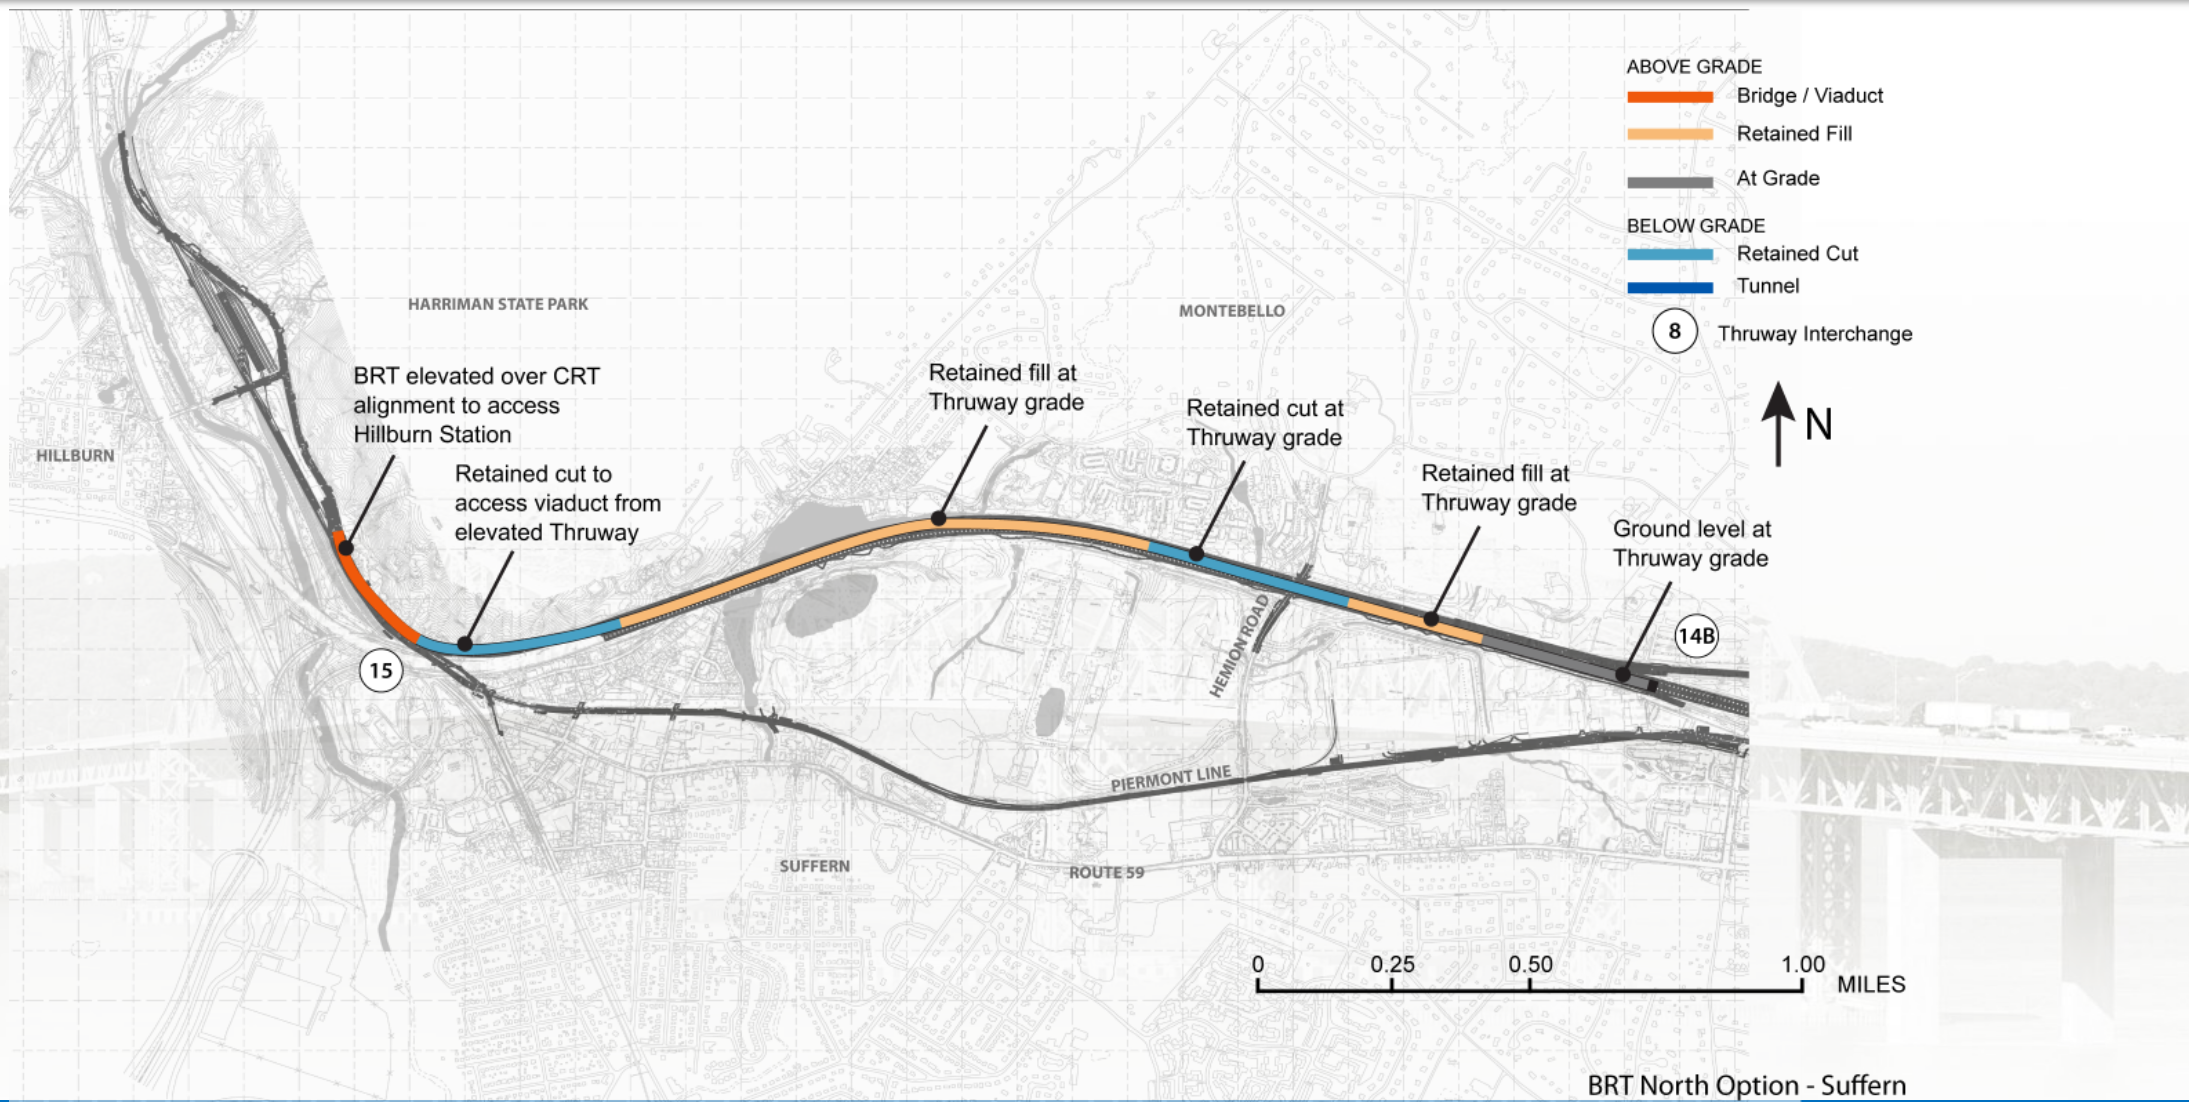 ABOVE GRADE
Bridge / Viaduct
Retained Fill
At Grade
BELOW GRADE
Retained Cut
Tunnel
8
Thruway Interchange
N
HARRIMAN STATE PARK
MONTEBELLO
HILLBURN
BRT elevated over CRT
alignment to access
Hillburn Station
Retained cut to
access viaduct from
elevated Thruway
Retained fill at
Thruway grade
Retained cut at
Thruway grade
Retained fill at
Thruway grade
Ground level at
Thruway grade
14B
15
HEMION ROAD
PIERMONT LINE
SUFFERN
ROUTE 59
0 0.25 0.50 1.00
MILES
BRT North Option - Suffern